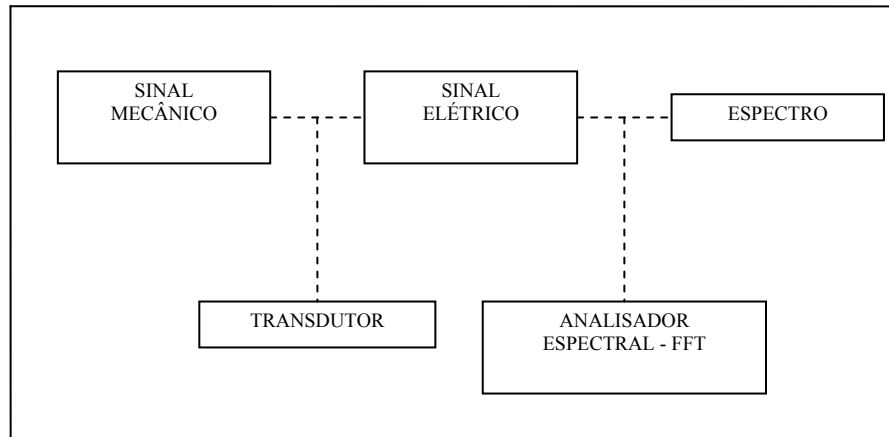 SINAL
MECÂNICO
SINAL
ELÉTRICO
ESPECTRO
TRANSDUTOR
ANALISADOR
ESPECTRAL - FFT